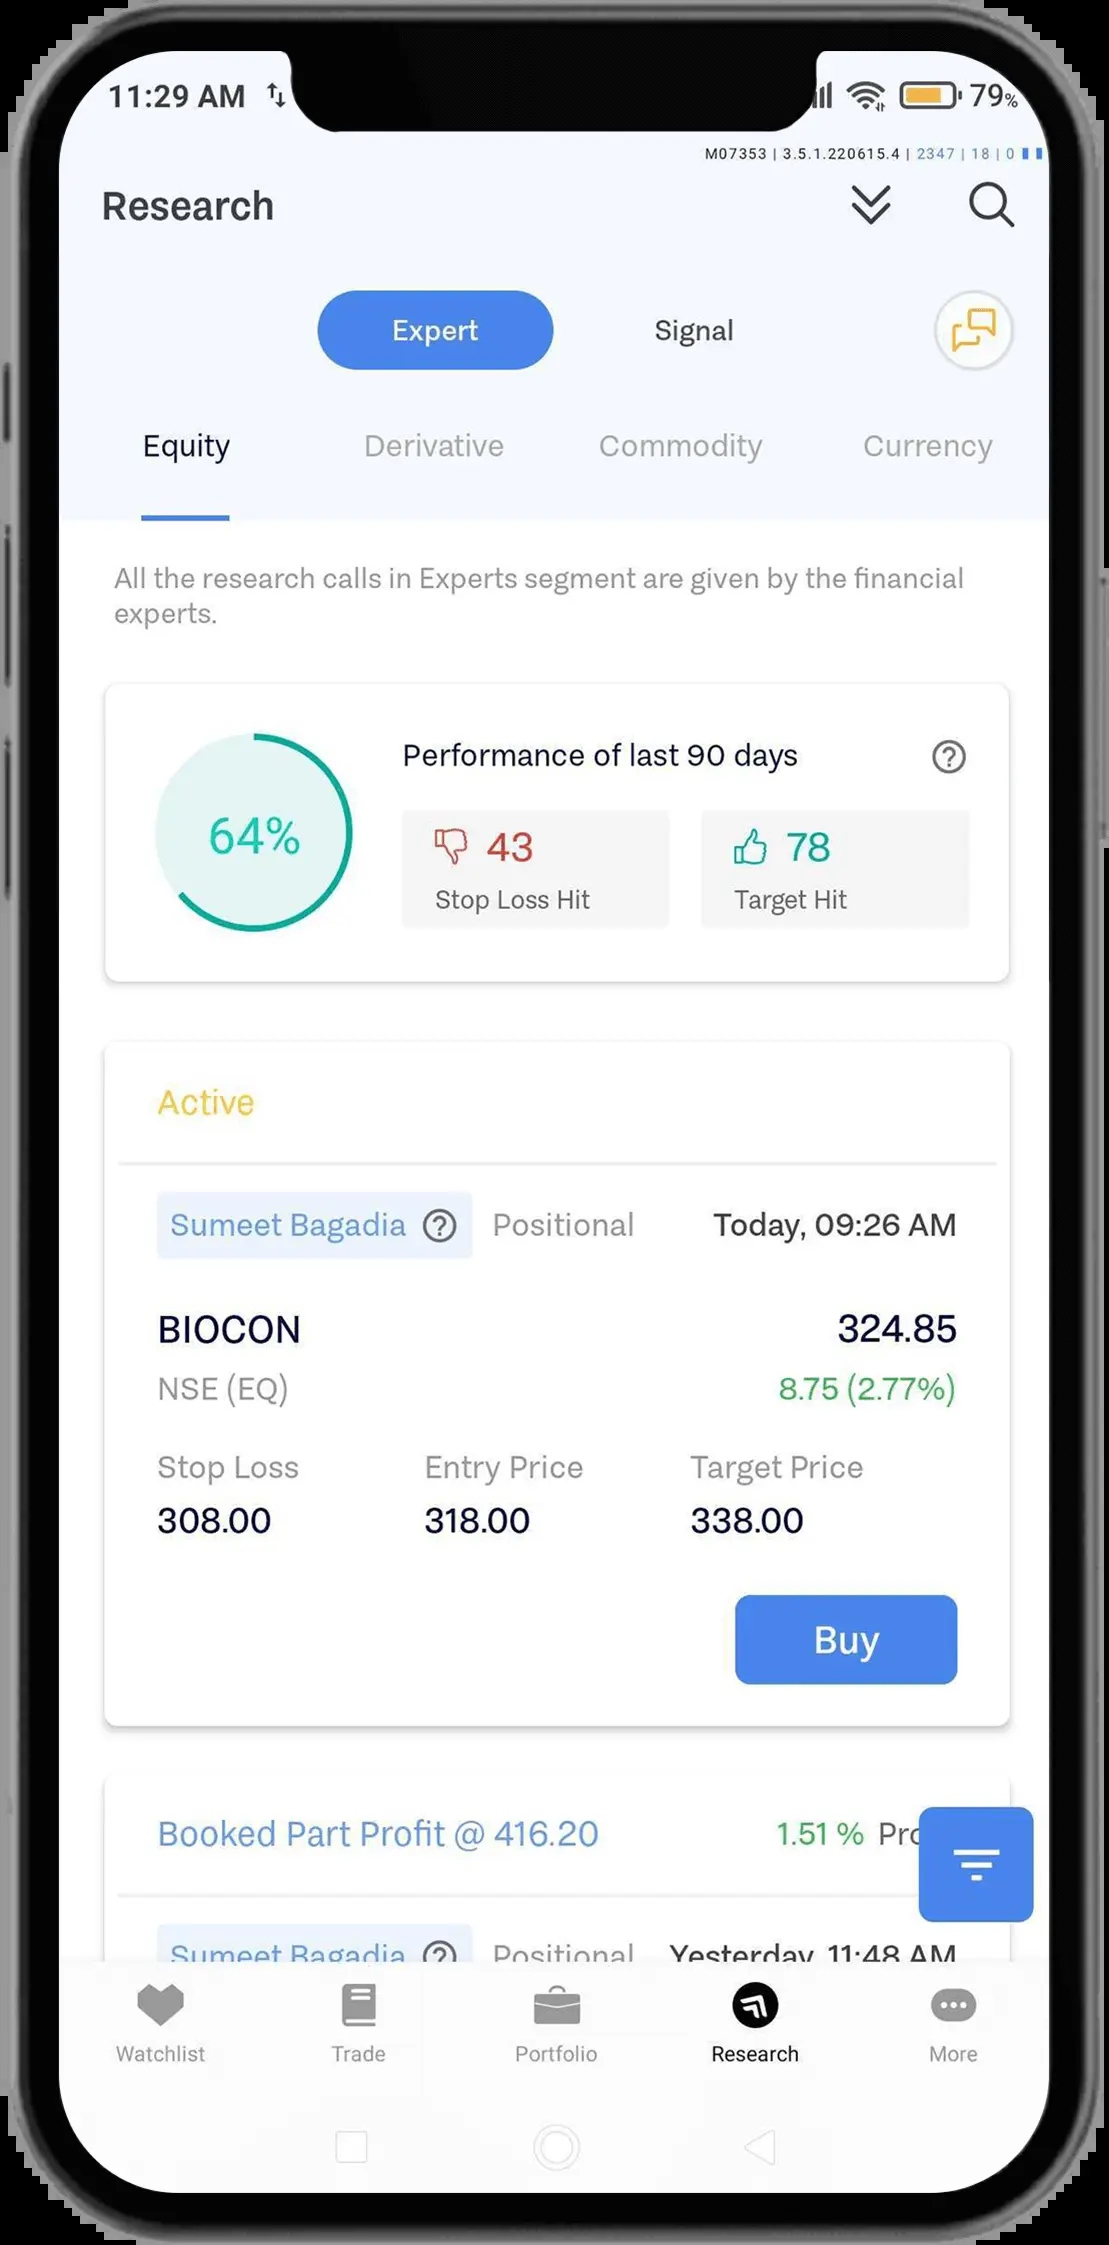 11:29 AM 79%
M07353 | 3.5.1.220615.4 | 2347 | 18 | 0
Research
Expert Signal
Equity Derivative Commodity Currency
All the research calls in Experts segment are given by the financial
experts.
64%
Performance of last 90 days ?
43 78
Stop Loss Hit Target Hit
Active
Sumeet Bagadia ? Positional Today, 09:26 AM
BIOCON 324.85
NSE (EQ) 8.75 (2.77%)
Stop Loss Entry Price Target Price
308.00 318.00 338.00
Buy
Booked Part Profit @ 416.20 1.51 %
Sumeet Bagadia ? Positional Yesterday, 11:48 AM
Watchlist Trade Portfolio Research More